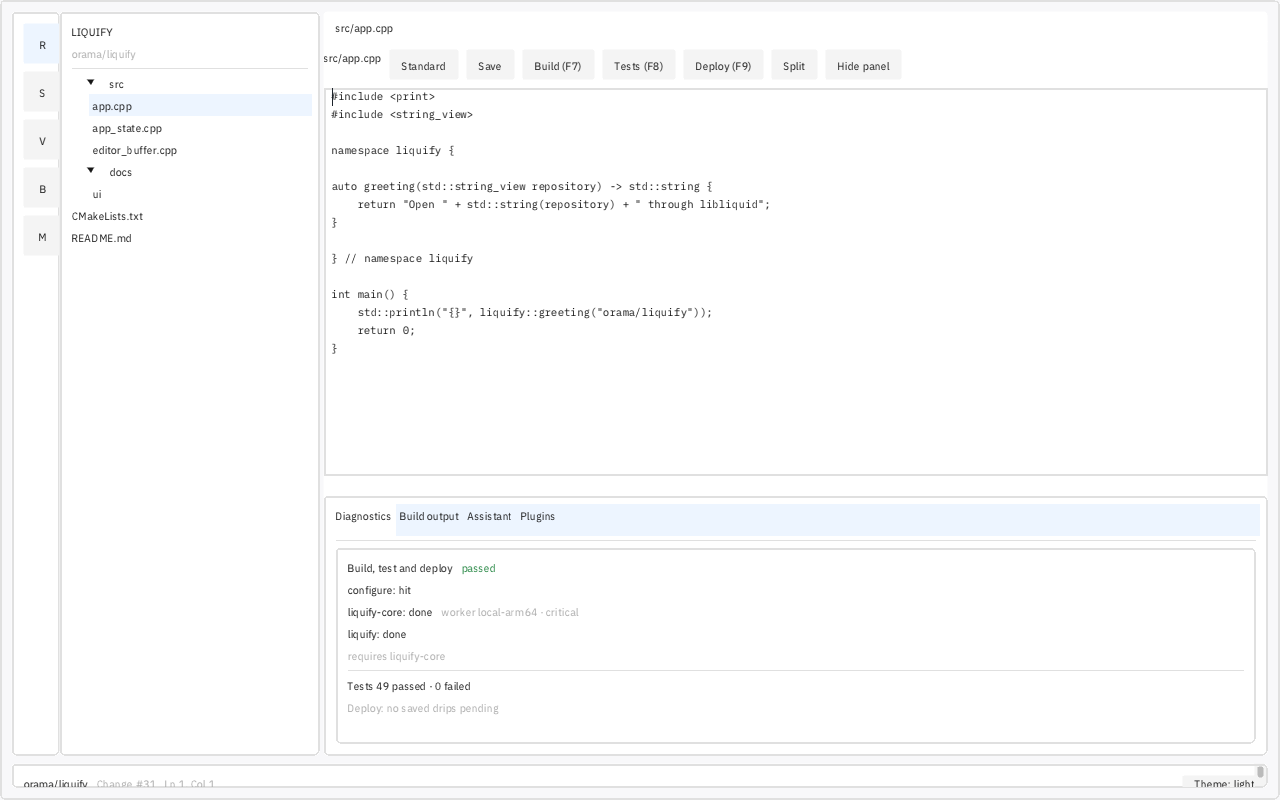 R
S
V
B
M
LIQUIFY
orama/liquify
src
app.cpp
app_state.cpp
editor_buffer.cpp
docs
ui
CMakeLists.txt
README.md
src/app.cpp
src/app.cpp Standard Save Build (F7) Tests (F8) Deploy (F9) Split Hide panel
#include <print>
#include <string_view>
namespace liquify {
auto greeting(std::string_view repository) -> std::string {
    return "Open " + std::string(repository) + " through libliquid";
}
} // namespace liquify
int main() {
    std::println("{}", liquify::greeting("orama/liquify"));
    return 0;
}
Diagnostics Build output Assistant Plugins
Build, test and deploy passed
configure: hit
liquify-core: done worker local-arm64 · critical
liquify: done
requires liquify-core
Tests 49 passed · 0 failed
Deploy: no saved drips pending
orama/liquify Change #31 Ln 1, Col 1 Theme: light